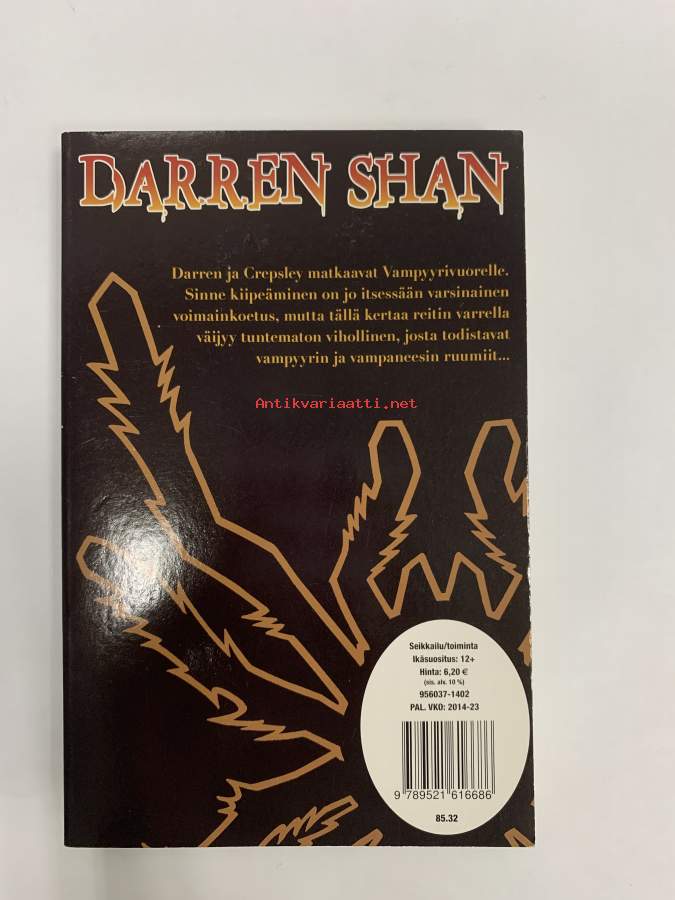 DARREN SHAN
Darren ja Crepsley matkaavat Vampyyrivuorelle.
Sinne kiipeäminen on jo itsessään varsinainen
voimainkoetus, mutta tällä kertaa reitin varrella
väijyy tuntematon vihollinen, josta todistavat
vampyyrin ja vampaneesin ruumiit...
Antikvariaatti.net
Seikkailu/toiminta
Ikäsuositus: 12+
Hinta: 6,20 €
(sis. alv. 10 %)
956037-1402
PAL. VKO: 2014-23
9 789521 616686
85.32